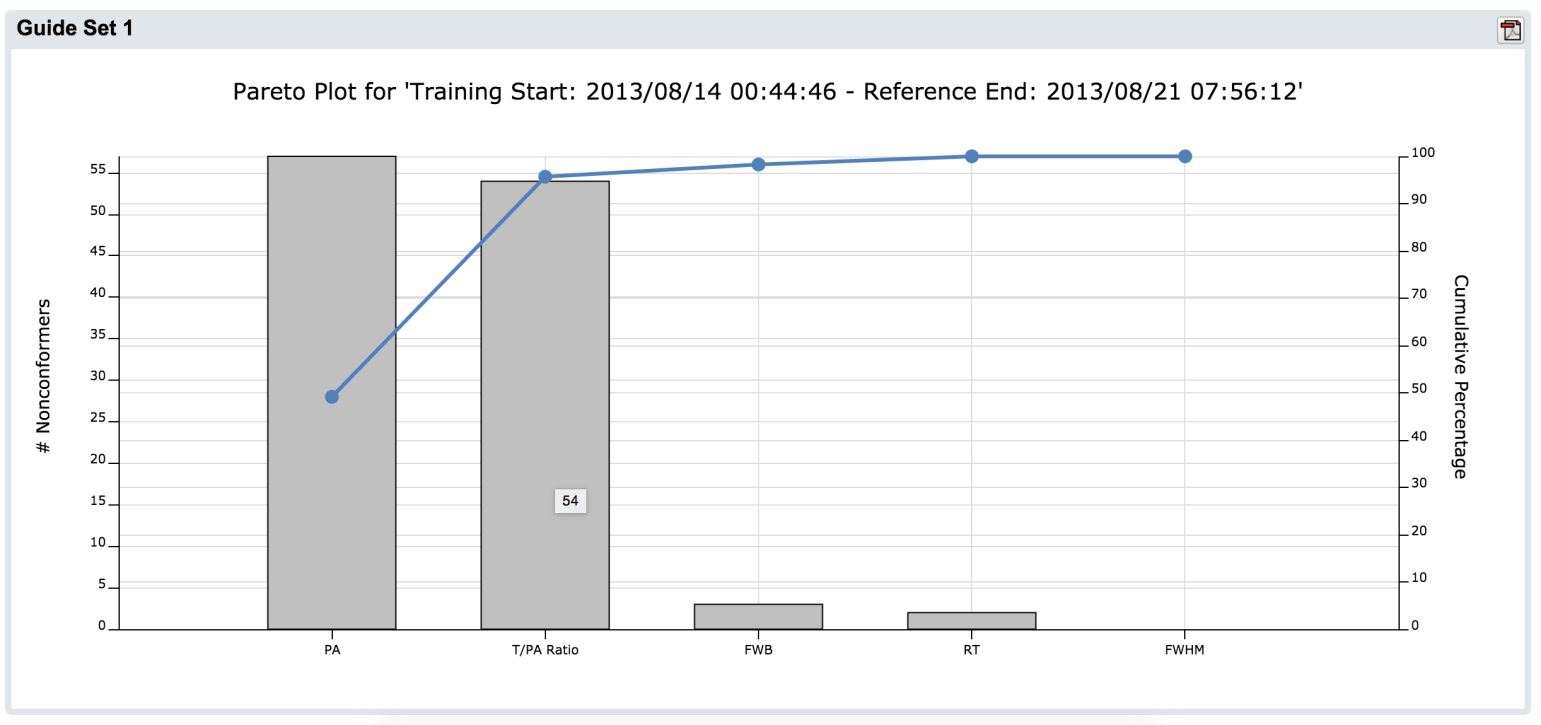 Guide Set 1
Pareto Plot for 'Training Start: 2013/08/14 00:44:46 - Reference End: 2013/08/21 07:56:12'
# Nonconformers
55
50
45
40
35
30
25
20
15
10
5
0
54
PA
T/PA Ratio
FWB
RT
FWHM
100
90
80
70
60
50
40
30
20
10
0
Cumulative Percentage